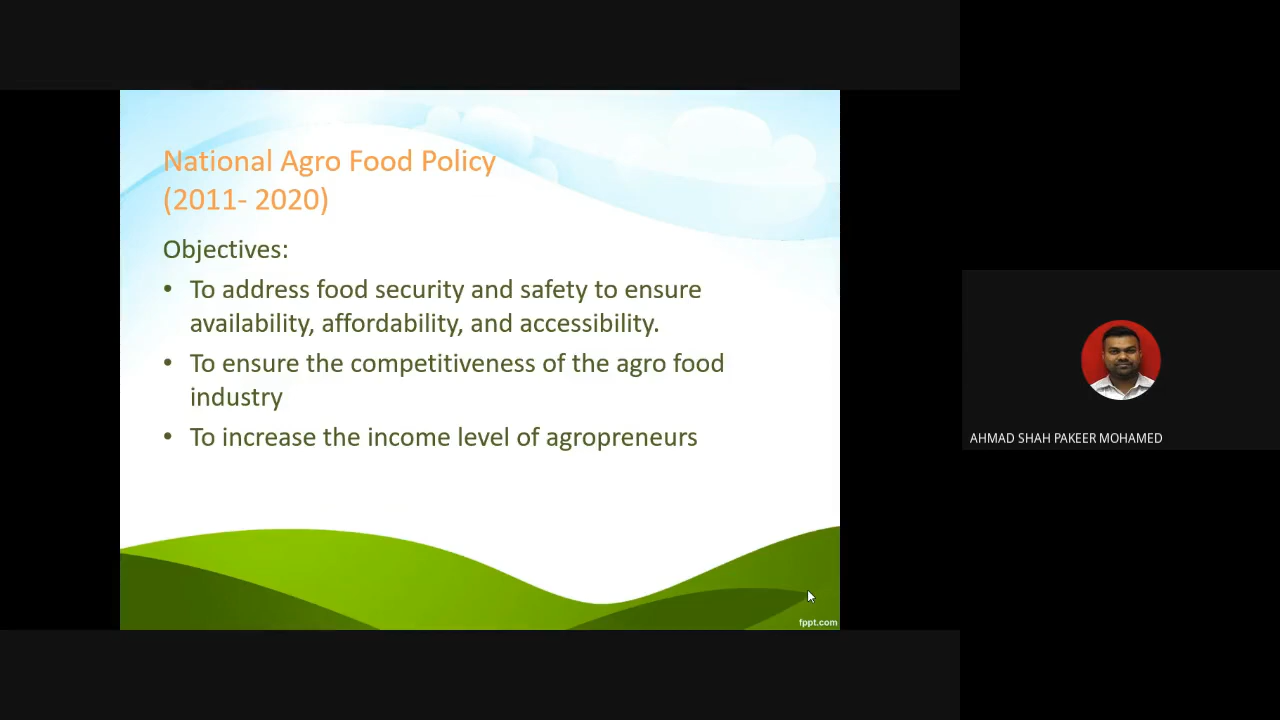 National Agro Food Policy
(2011- 2020)
Objectives:
• To address food security and safety to ensure
availability, affordability, and accessibility.
• To ensure the competitiveness of the agro food
industry
• To increase the income level of agropreneurs
fppt.com
AHMAD SHAH PAKEER MOHAMED